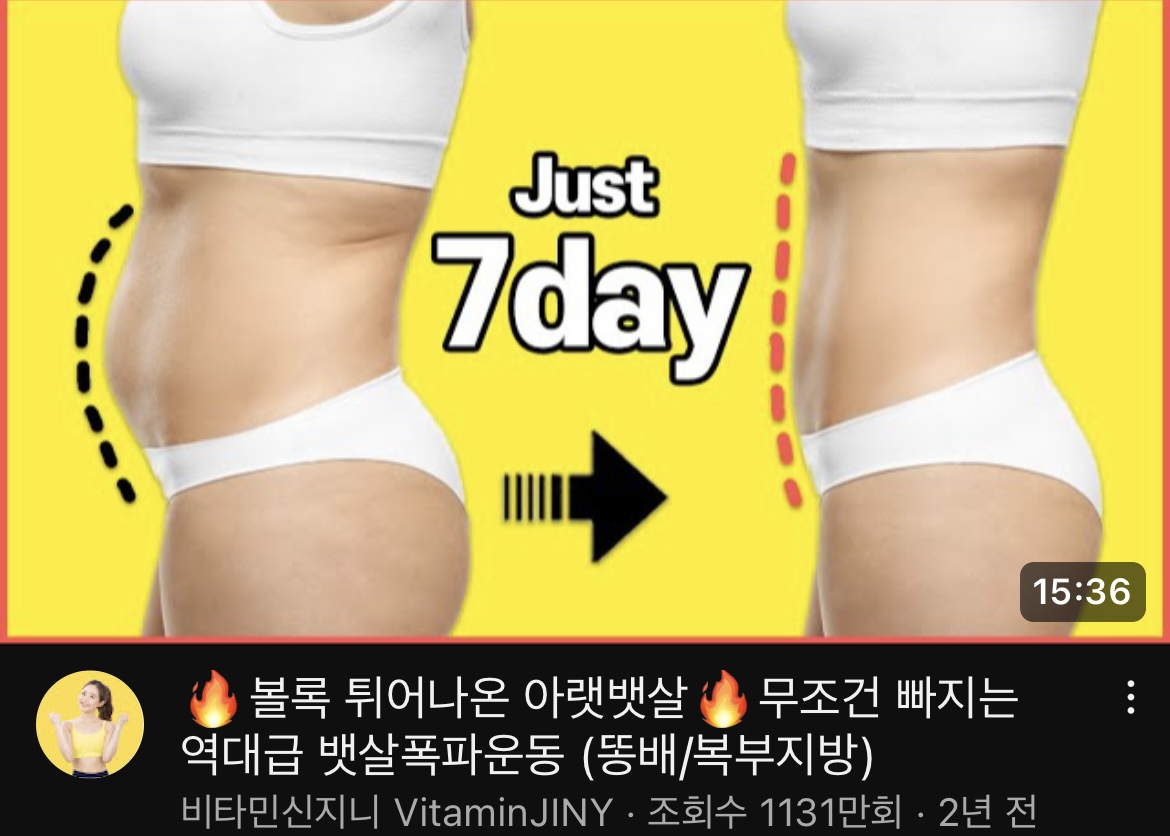 Just
7day
15:36
🔥 볼록 튀어나온 아랫뱃살 🔥 무조건 빠지는
역대급 뱃살폭파운동 (똥배/복부지방)
비타민신지니 VitaminJINY · 조회수 1131만회 · 2년 전